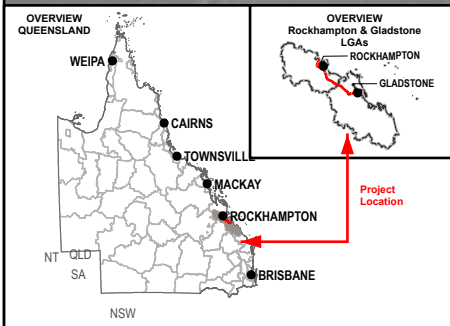 OVERVIEW
QUEENSLAND
WEIPA
CAIRNS
TOWNSVILLE
MACKAY
ROCKHAMPTON
BRISBANE
NT
QLD
SA
NSW
OVERVIEW
Rockhampton & Gladstone
LGAs
ROCKHAMPTON
GLADSTONE
Project
Location